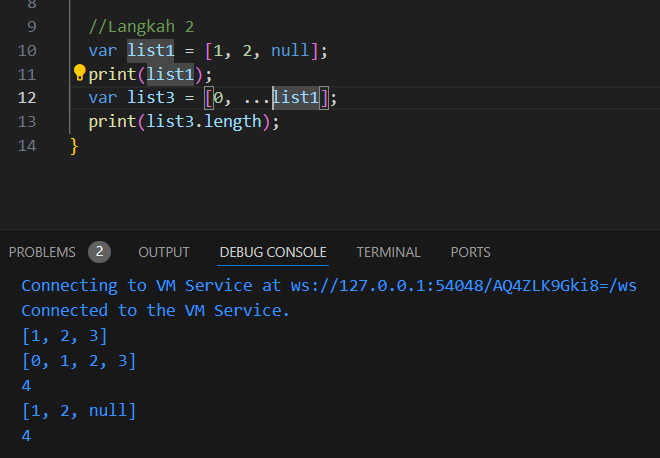 8
9 //Langkah 2
10 var list1 = [1, 2, null];
11 print(list1);
12 var list3 = [0, ...list1];
13 print(list3.length);
14 }
PROBLEMS 2 OUTPUT DEBUG CONSOLE TERMINAL PORTS
Connecting to VM Service at ws://127.0.0.1:54048/AQ4ZLK9Gki8=/ws
Connected to the VM Service.
[1, 2, 3]
[0, 1, 2, 3]
4
[1, 2, null]
4